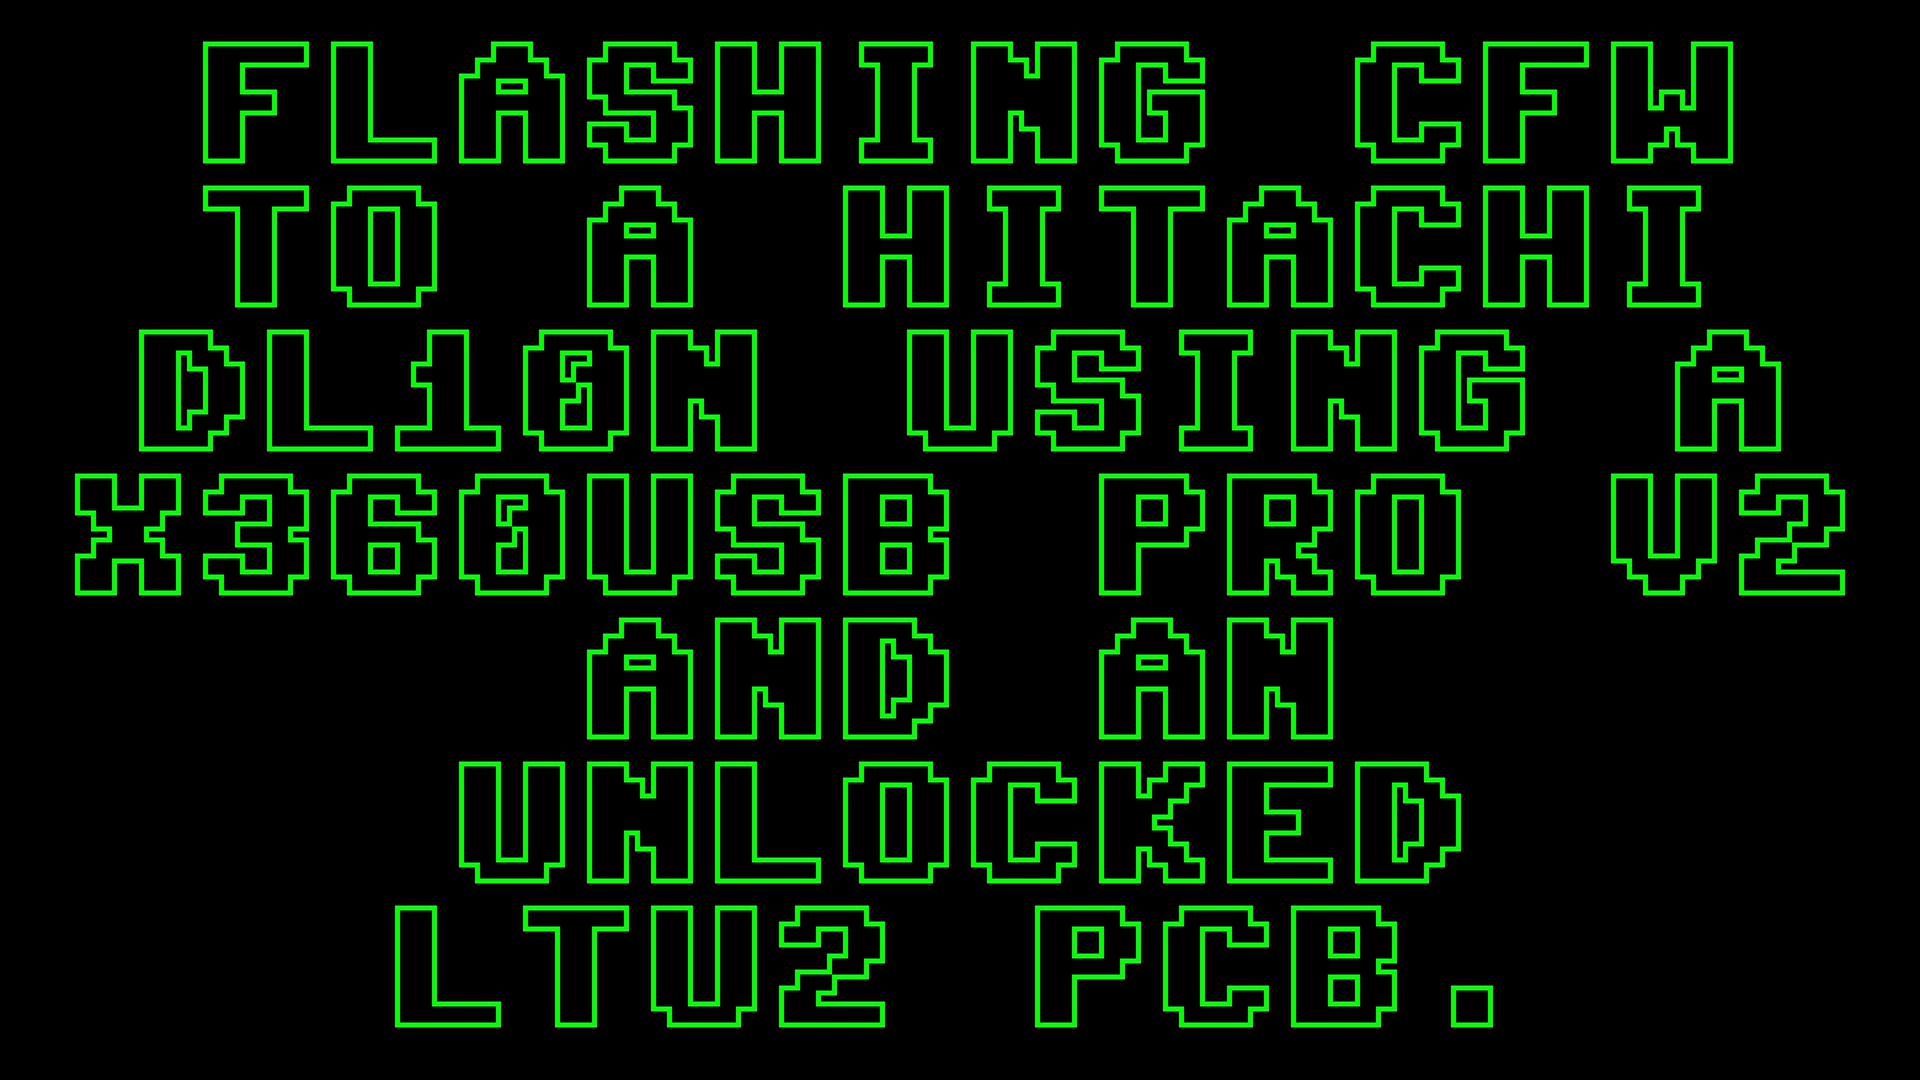 FLASHING CFW
TO A HITACHI
DL10N USING A
X360USB PRO V2
AND AN
UNLOCKED
LTU2 PCB.